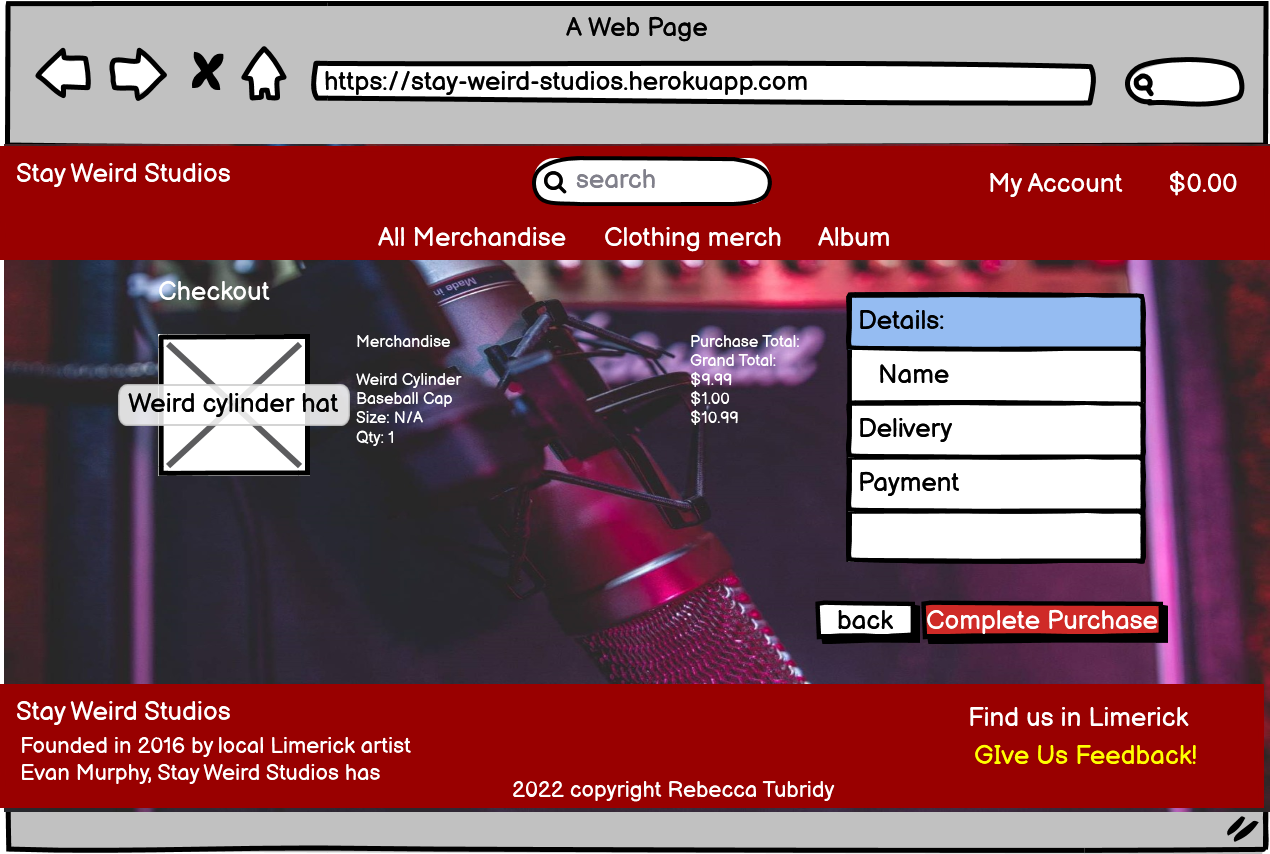 A Web Page
https://stay-weird-studios.herokuapp.com
Stay Weird Studios
search
My Account
$0.00
All Merchandise
Clothing merch
Album
Checkout
Made in
Weird cylinder hat
Merchandise
Weird Cylinder
Baseball Cap
Size: N/A
Qty: 1
Purchase Total:
Grand Total:
$9.99
$1.00
$10.99
Details:
Name
Delivery
Payment
back
Complete Purchase
Stay Weird Studios
Founded in 2016 by local Limerick artist
Evan Murphy, Stay Weird Studios has
2022 copyright Rebecca Tubridy
Find us in Limerick
GIve Us Feedback!